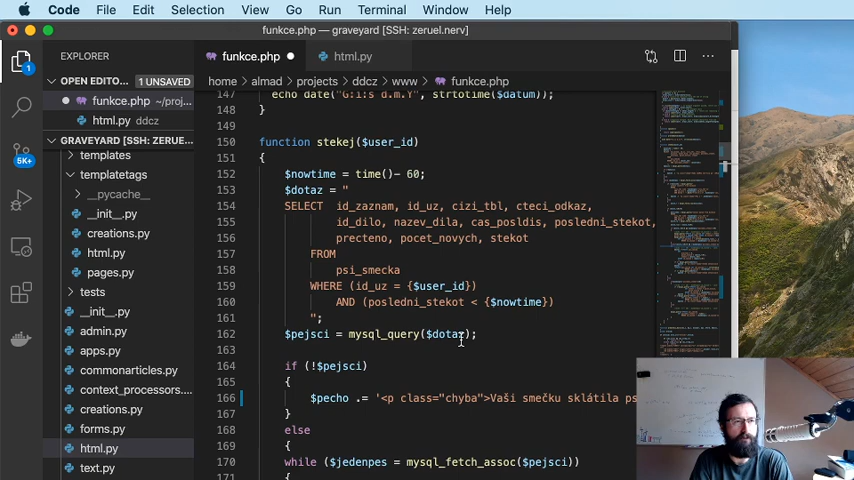 Code File Edit Selection View Go Run Terminal Window Help
funkce.php — graveyard [SSH: zeruel.nerv]
EXPLORER
funkce.php
html.py
OPEN EDITO... 1 UNSAVED
home > almad > projects > ddcz > www > funkce.php
funkce.php ~/proj...
html.py ddcz
GRAVEYARD [SSH: ZERUEL.NERV]
templates
templatetags
__pycache__
__init__.py
creations.py
html.py
pages.py
tests
__init__.py
admin.py
apps.py
commonarticles.py
context_processors.
creations.py
forms.py
html.py
text.py
1
5K+
147 echo date("G:i:s d.m.Y", strtotime($datum));
148 }
149
150 function stekej($user_id)
151 {
152 $nowtime = time()- 60;
153 $dotaz = "
154 SELECT id_zaznam, id_uz, cizi_tbl, cteci_odkaz,
155 id_dilo, nazev_dila, cas_posldis, posledni_stekot,
156 precteno, pocet_novych, stekot
157 FROM
158 psi_smecka
159 WHERE (id_uz = {$user_id})
160 AND (posledni_stekot < {$nowtime})
161 ";
162 $pejsci = mysql_query($dotaz);
163
164 if (!$pejsci)
165 {
166 $pecho .= '<p class="chyba">Vaši smečku sklátila ps
167 }
168 else
169 {
170 while ($jedenpes = mysql_fetch_assoc($pejsci))
171 {